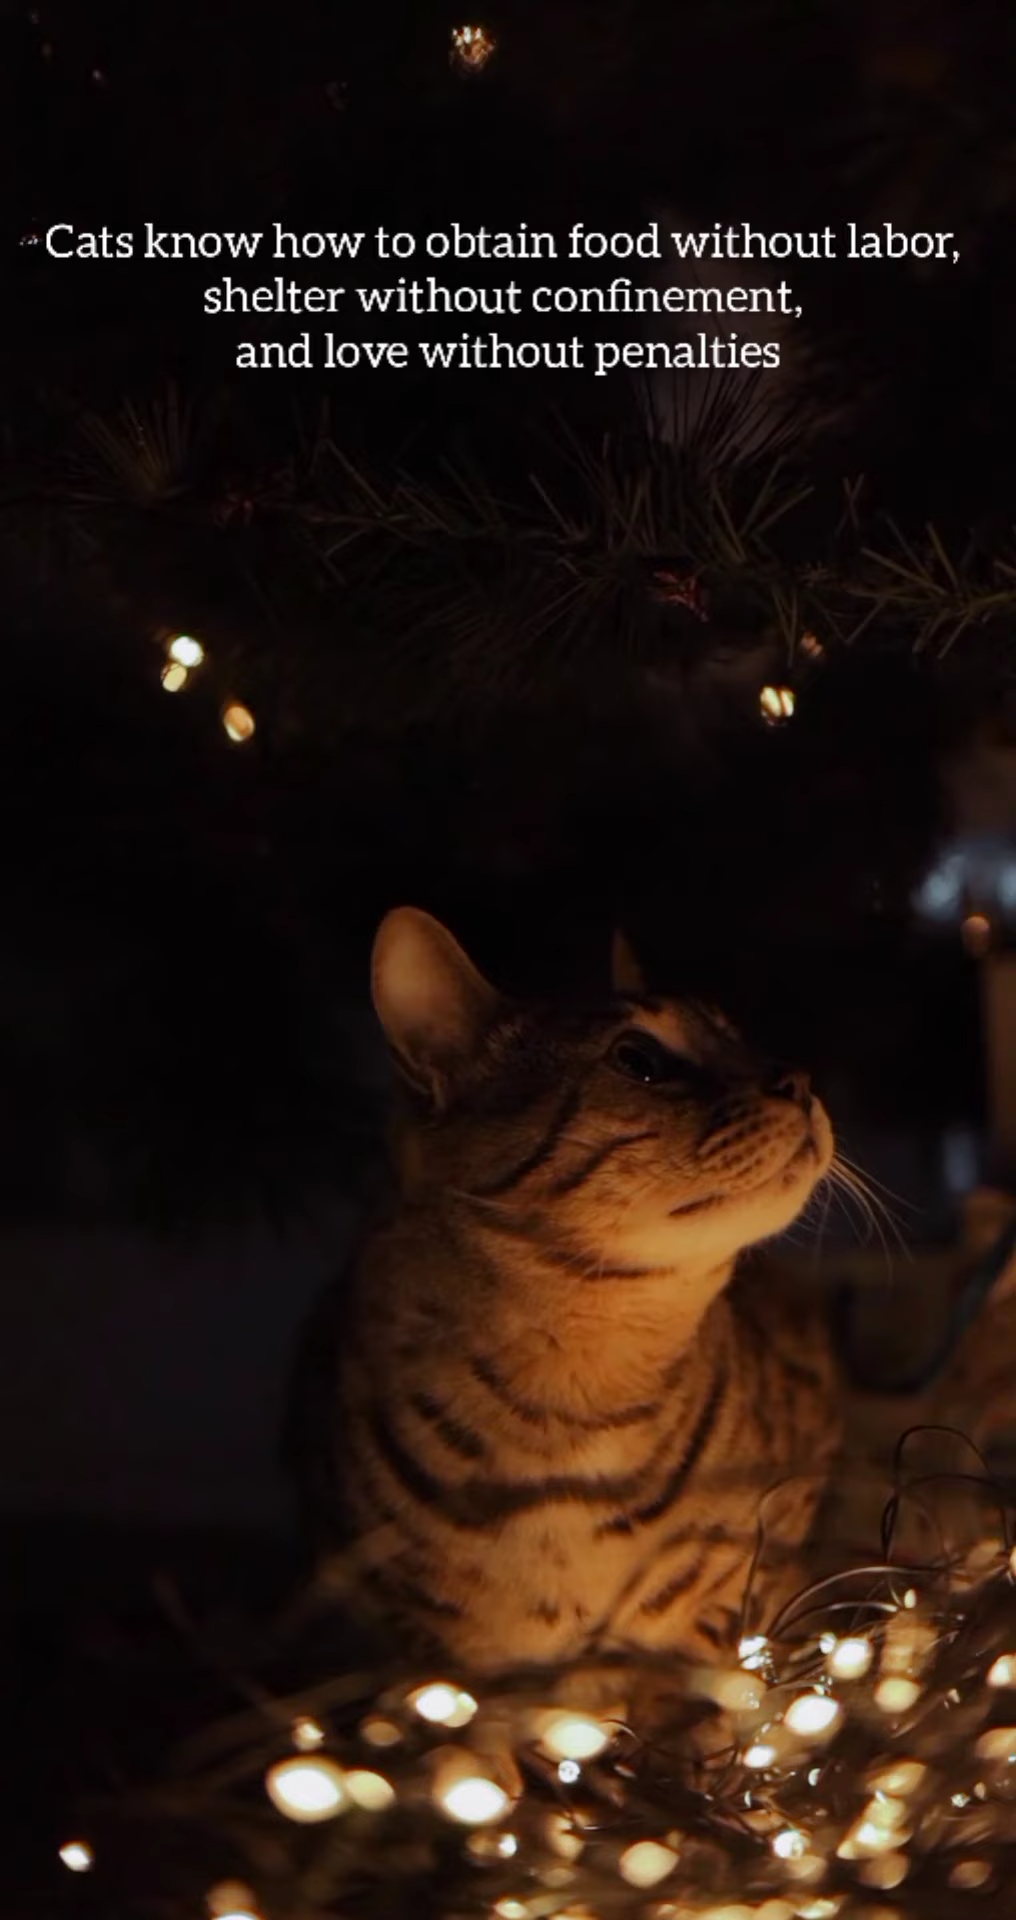 Cats know how to obtain food without labor,
shelter without confinement,
and love without penalties